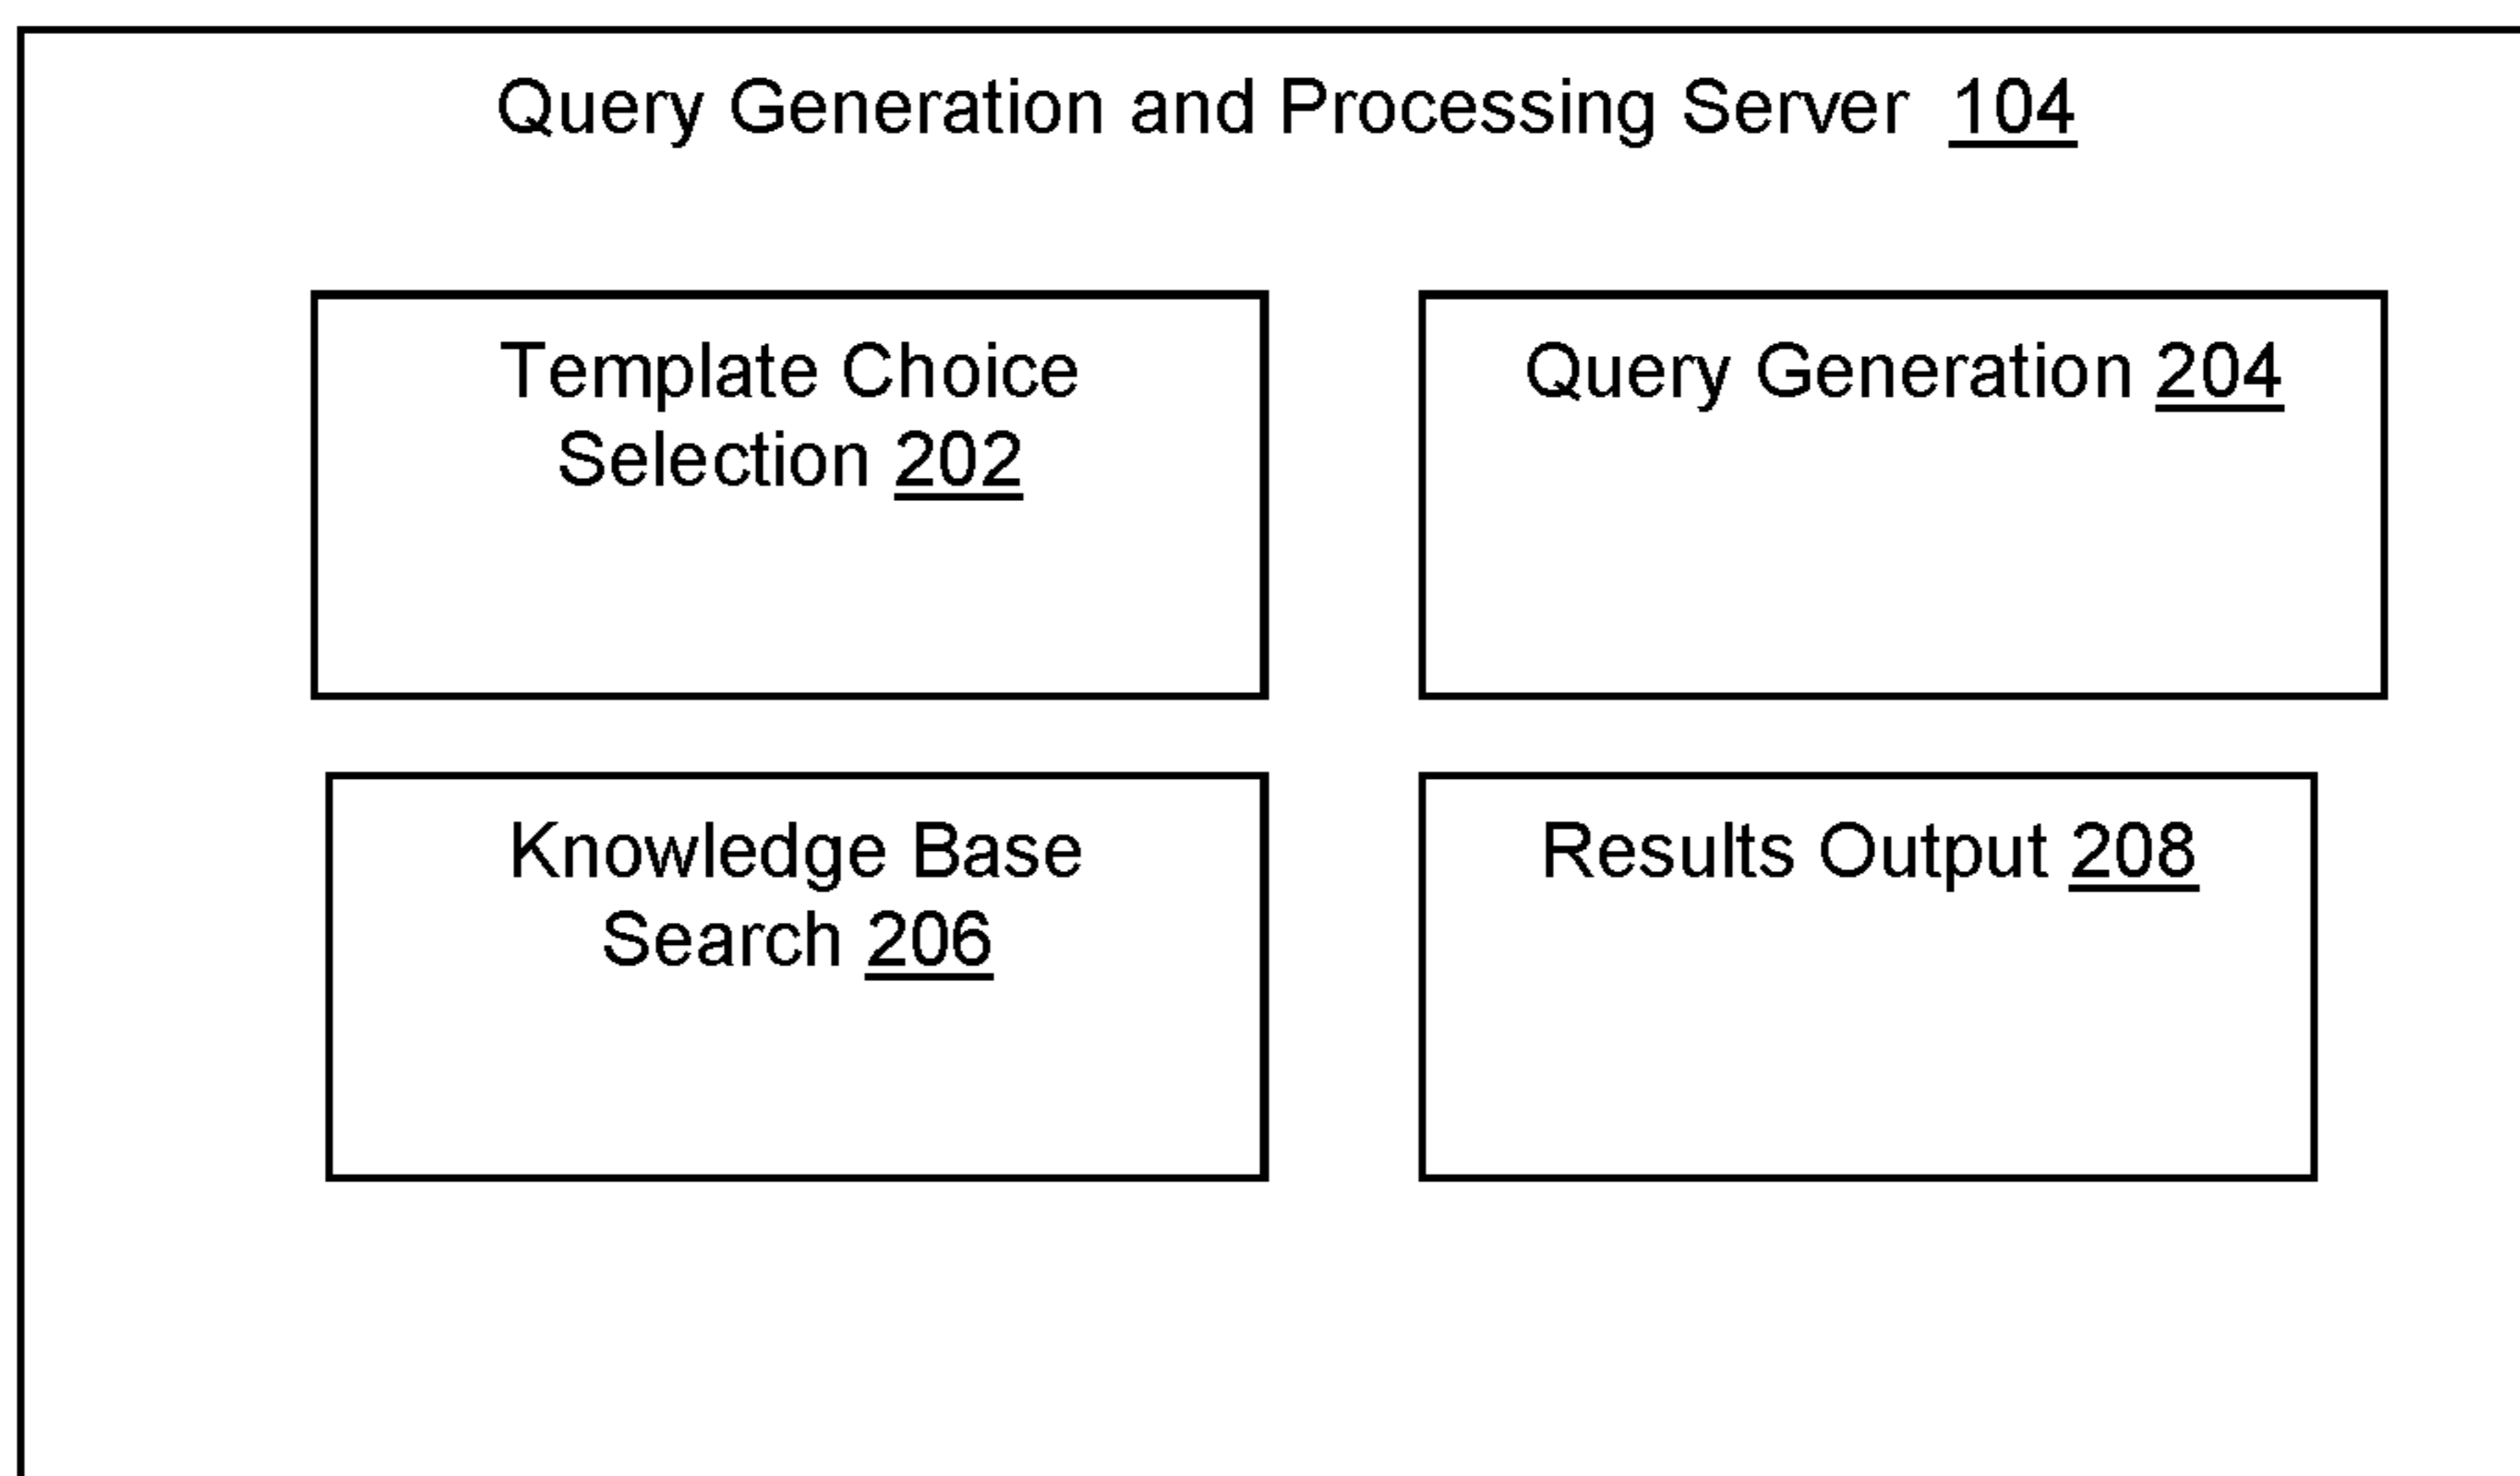 Query Generation and Processing Server 104
Template Choice
Selection 202
Query Generation 204
Knowledge Base
Search 206
Results Output 208